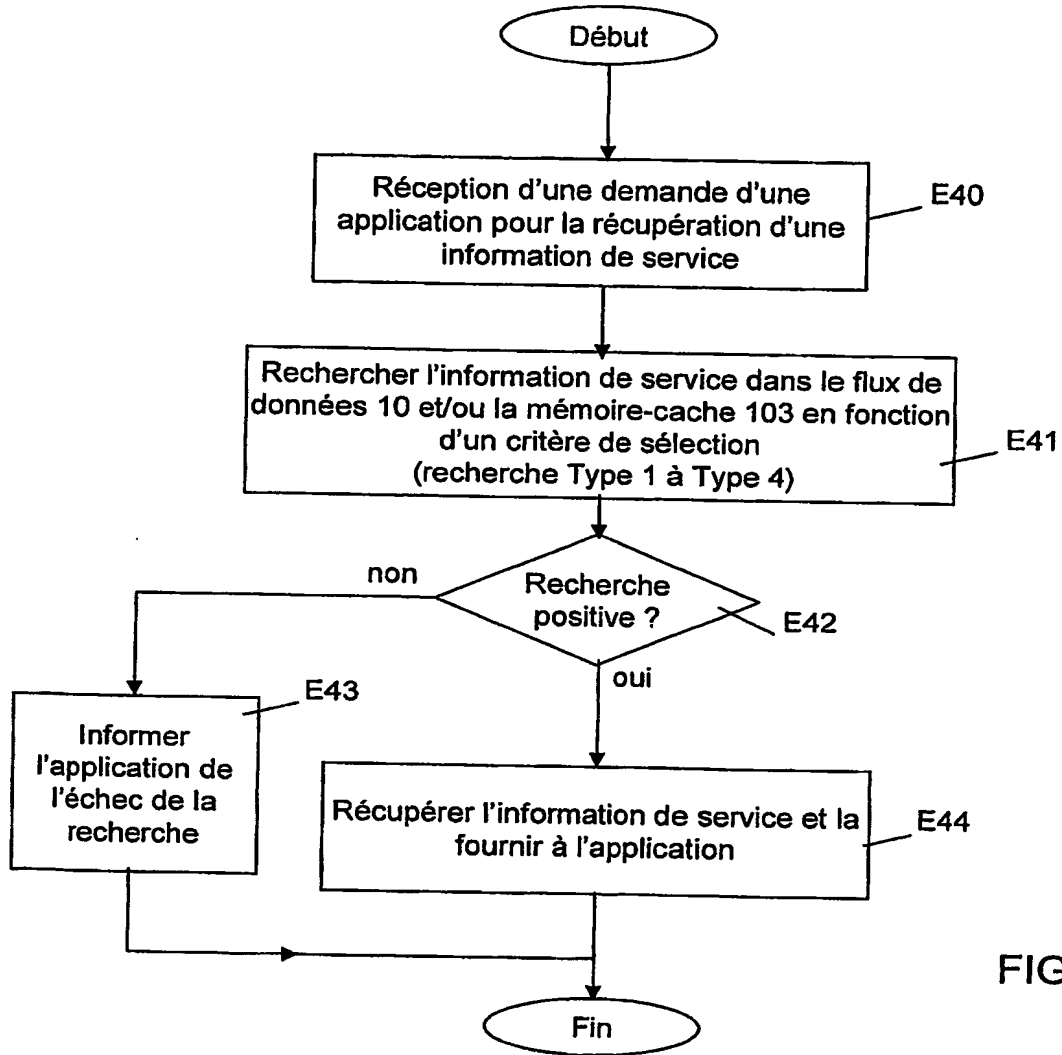 Début
Réception d'une demande d'une
application pour la récupération d'une
information de service
E40
Rechercher l'information de service dans le flux de
données 10 et/ou la mémoire-cache 103 en fonction
d'un critère de sélection
(recherche Type 1 à Type 4)
E41
non
Recherche
positive ?
E42
oui
E43
Informer
l'application de
l'échec de la
recherche
Récupérer l'information de service et la
fournir à l'application
E44
FIG
Fin